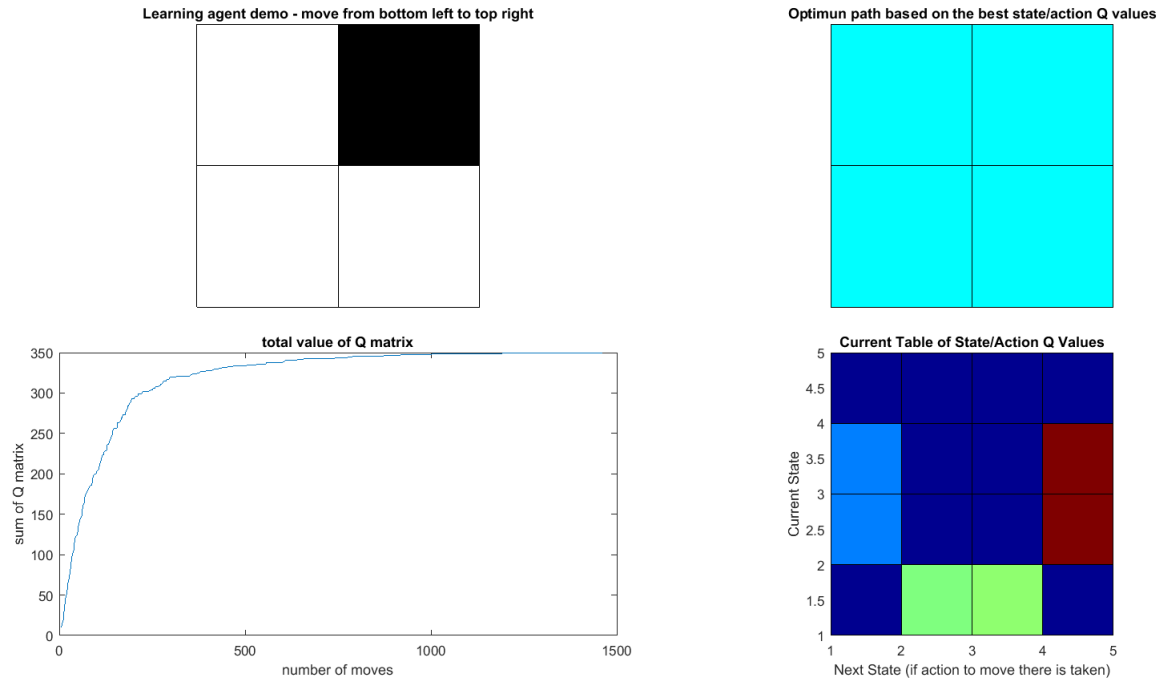 Learning agent demo - move from bottom left to top right
Optimun path based on the best state/action Q values
total value of Q matrix
350
300
250
200
150
100
50
0
sum of Q matrix
0 500 1000 1500
number of moves
Current Table of State/Action Q Values
5
4.5
4
3.5
3
2.5
2
1.5
1
Current State
1 2 3 4 5
Next State (if action to move there is taken)